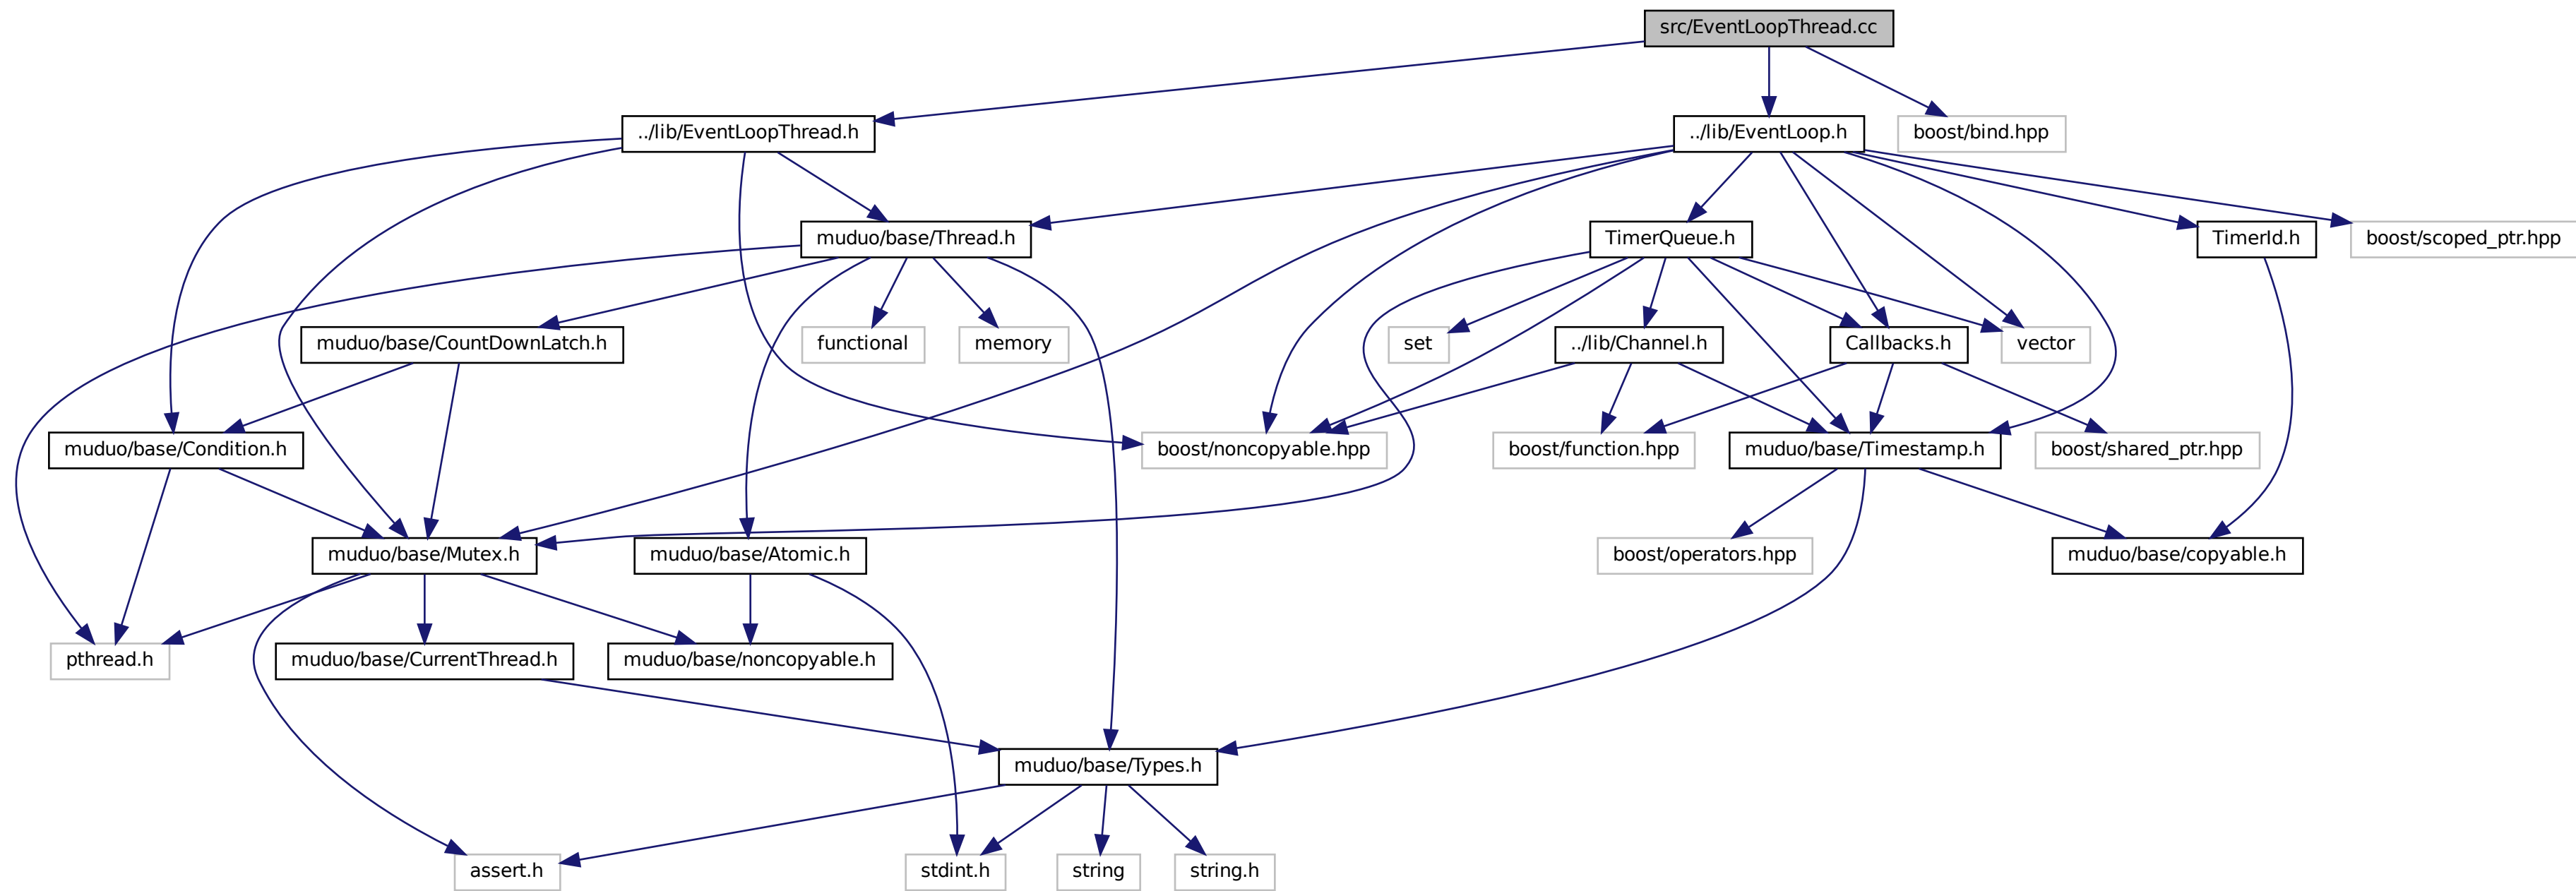 src/EventLoopThread.cc
../lib/EventLoopThread.h
../lib/EventLoop.h
boost/bind.hpp
muduo/base/Thread.h
TimerQueue.h
TimerId.h
boost/scoped_ptr.hpp
muduo/base/CountDownLatch.h
functional
memory
set
../lib/Channel.h
Callbacks.h
vector
muduo/base/Condition.h
boost/noncopyable.hpp
boost/function.hpp
muduo/base/Timestamp.h
boost/shared_ptr.hpp
muduo/base/Mutex.h
muduo/base/Atomic.h
boost/operators.hpp
muduo/base/copyable.h
pthread.h
muduo/base/CurrentThread.h
muduo/base/noncopyable.h
muduo/base/Types.h
assert.h
stdint.h
string
string.h